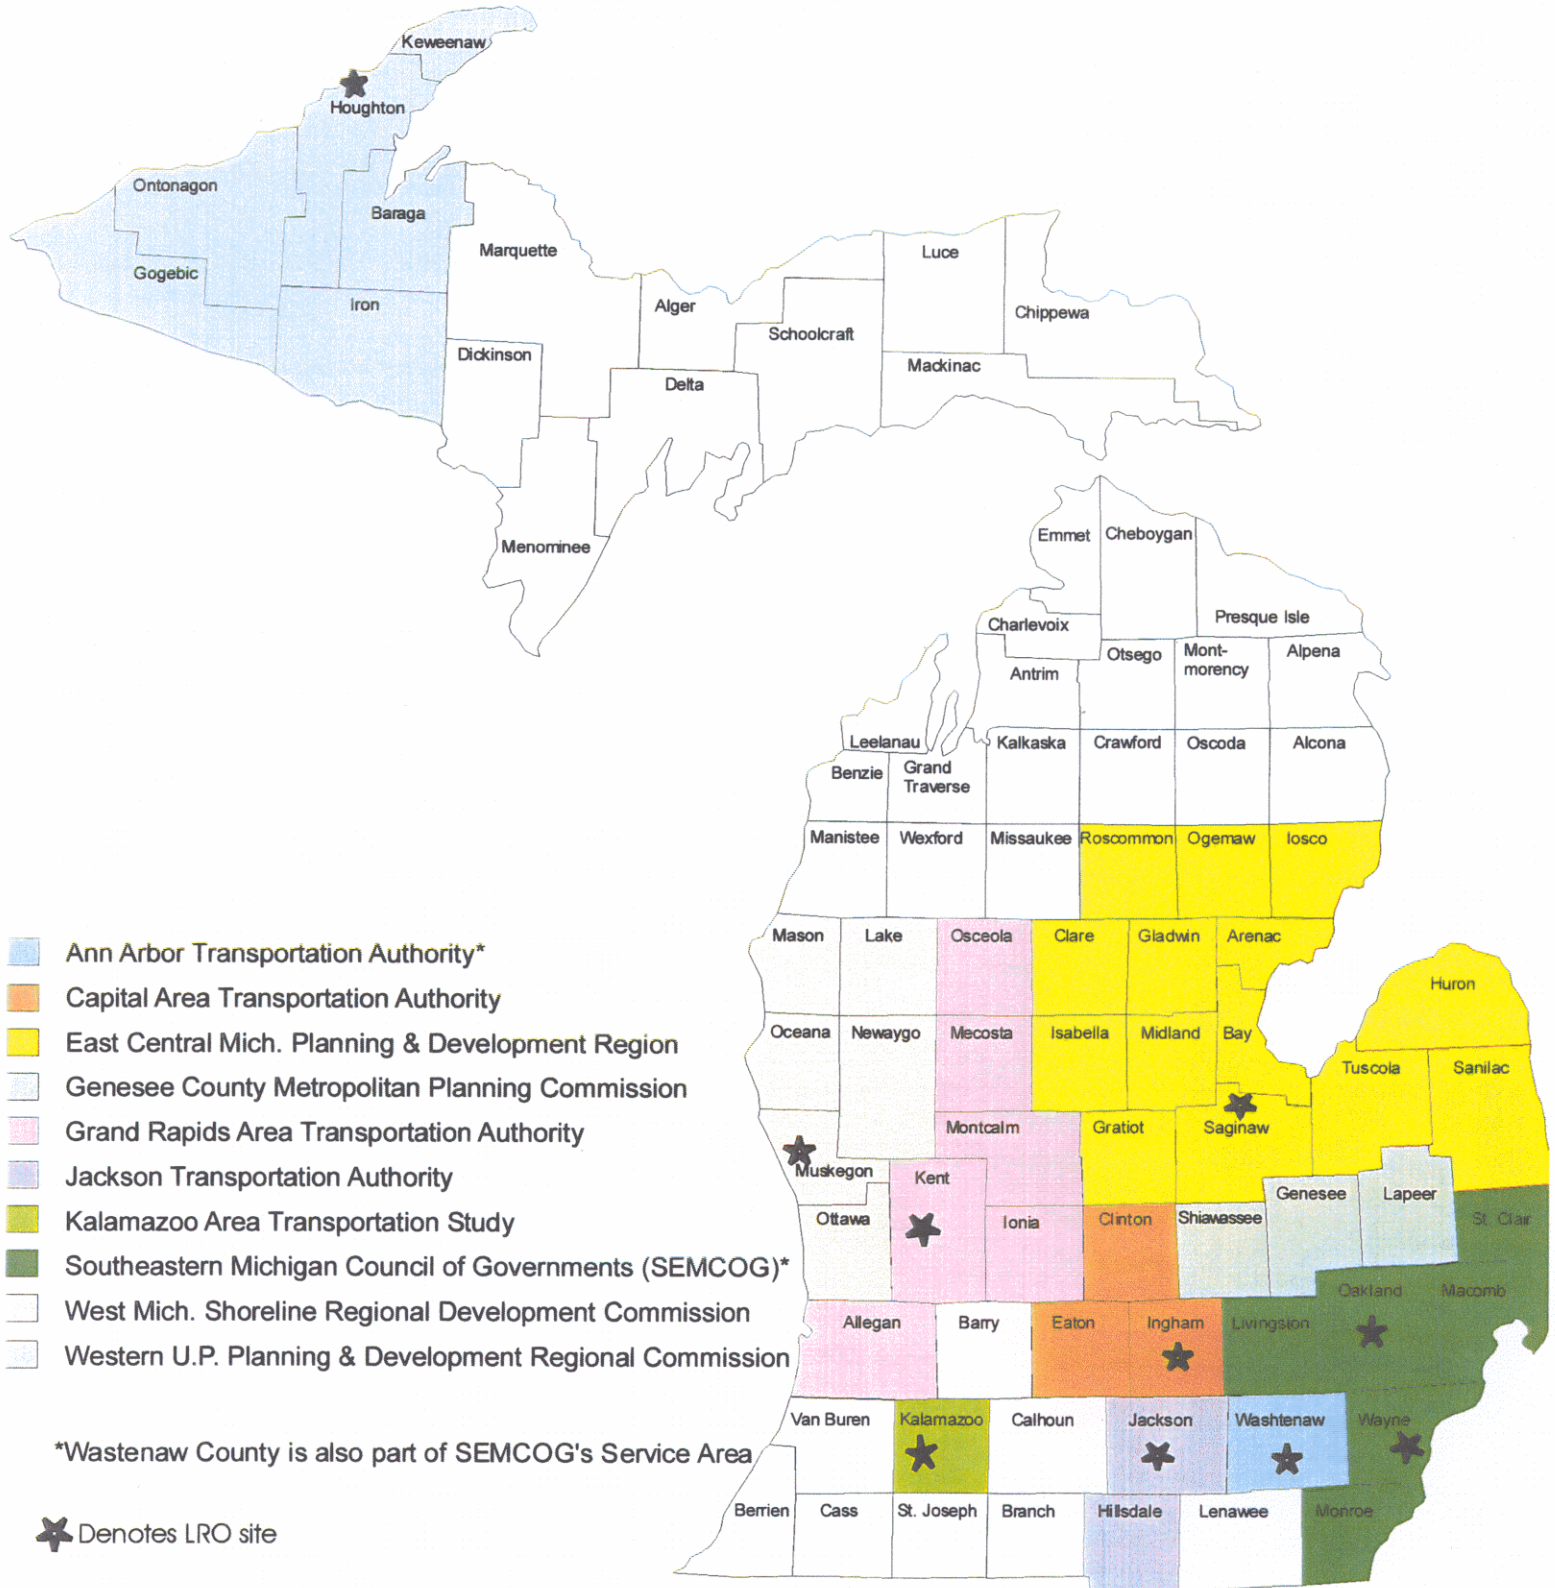 Keweenaw
Houghton
Ontonagon
Baraga
Gogebic
Iron
Marquette
Luce
Alger
Chippewa
Schoolcraft
Dickinson
Mackinac
Delta
Menominee
Emmet Cheboygan
Presque Isle
Charlevoix
Otsego
Mont-
morency
Alpena
Antrim
Leelanau
Kalkaska
Crawford
Oscoda
Alcona
Benzie
Grand
Traverse
Manistee
Wexford
Missaukee
Roscommon
Ogemaw
Iosco
Mason
Lake
Osceola
Clare
Gladwin
Arenac
Huron
Oceana
Newaygo
Mecosta
Isabella
Midland
Bay
Tuscola
Sanilac
Montcalm
Gratiot
Saginaw
Muskegon
Kent
Genesee
Lapeer
Ottawa
Ionia
Clinton
Shiawassee
St. Clair
Oakland
Macomb
Allegan
Barry
Eaton
Ingham
Livingston
Van Buren
Kalamazoo
Calhoun
Jackson
Washtenaw
Wayne
Berrien
Cass
St. Joseph
Branch
Hillsdale
Lenawee
Monroe
Ann Arbor Transportation Authority*
Capital Area Transportation Authority
East Central Mich. Planning & Development Region
Genesee County Metropolitan Planning Commission
Grand Rapids Area Transportation Authority
Jackson Transportation Authority
Kalamazoo Area Transportation Study
Southeastern Michigan Council of Governments (SEMCOG)*
West Mich. Shoreline Regional Development Commission
Western U.P. Planning & Development Regional Commission
*Wastenaw County is also part of SEMCOG's Service Area
Denotes LRO site